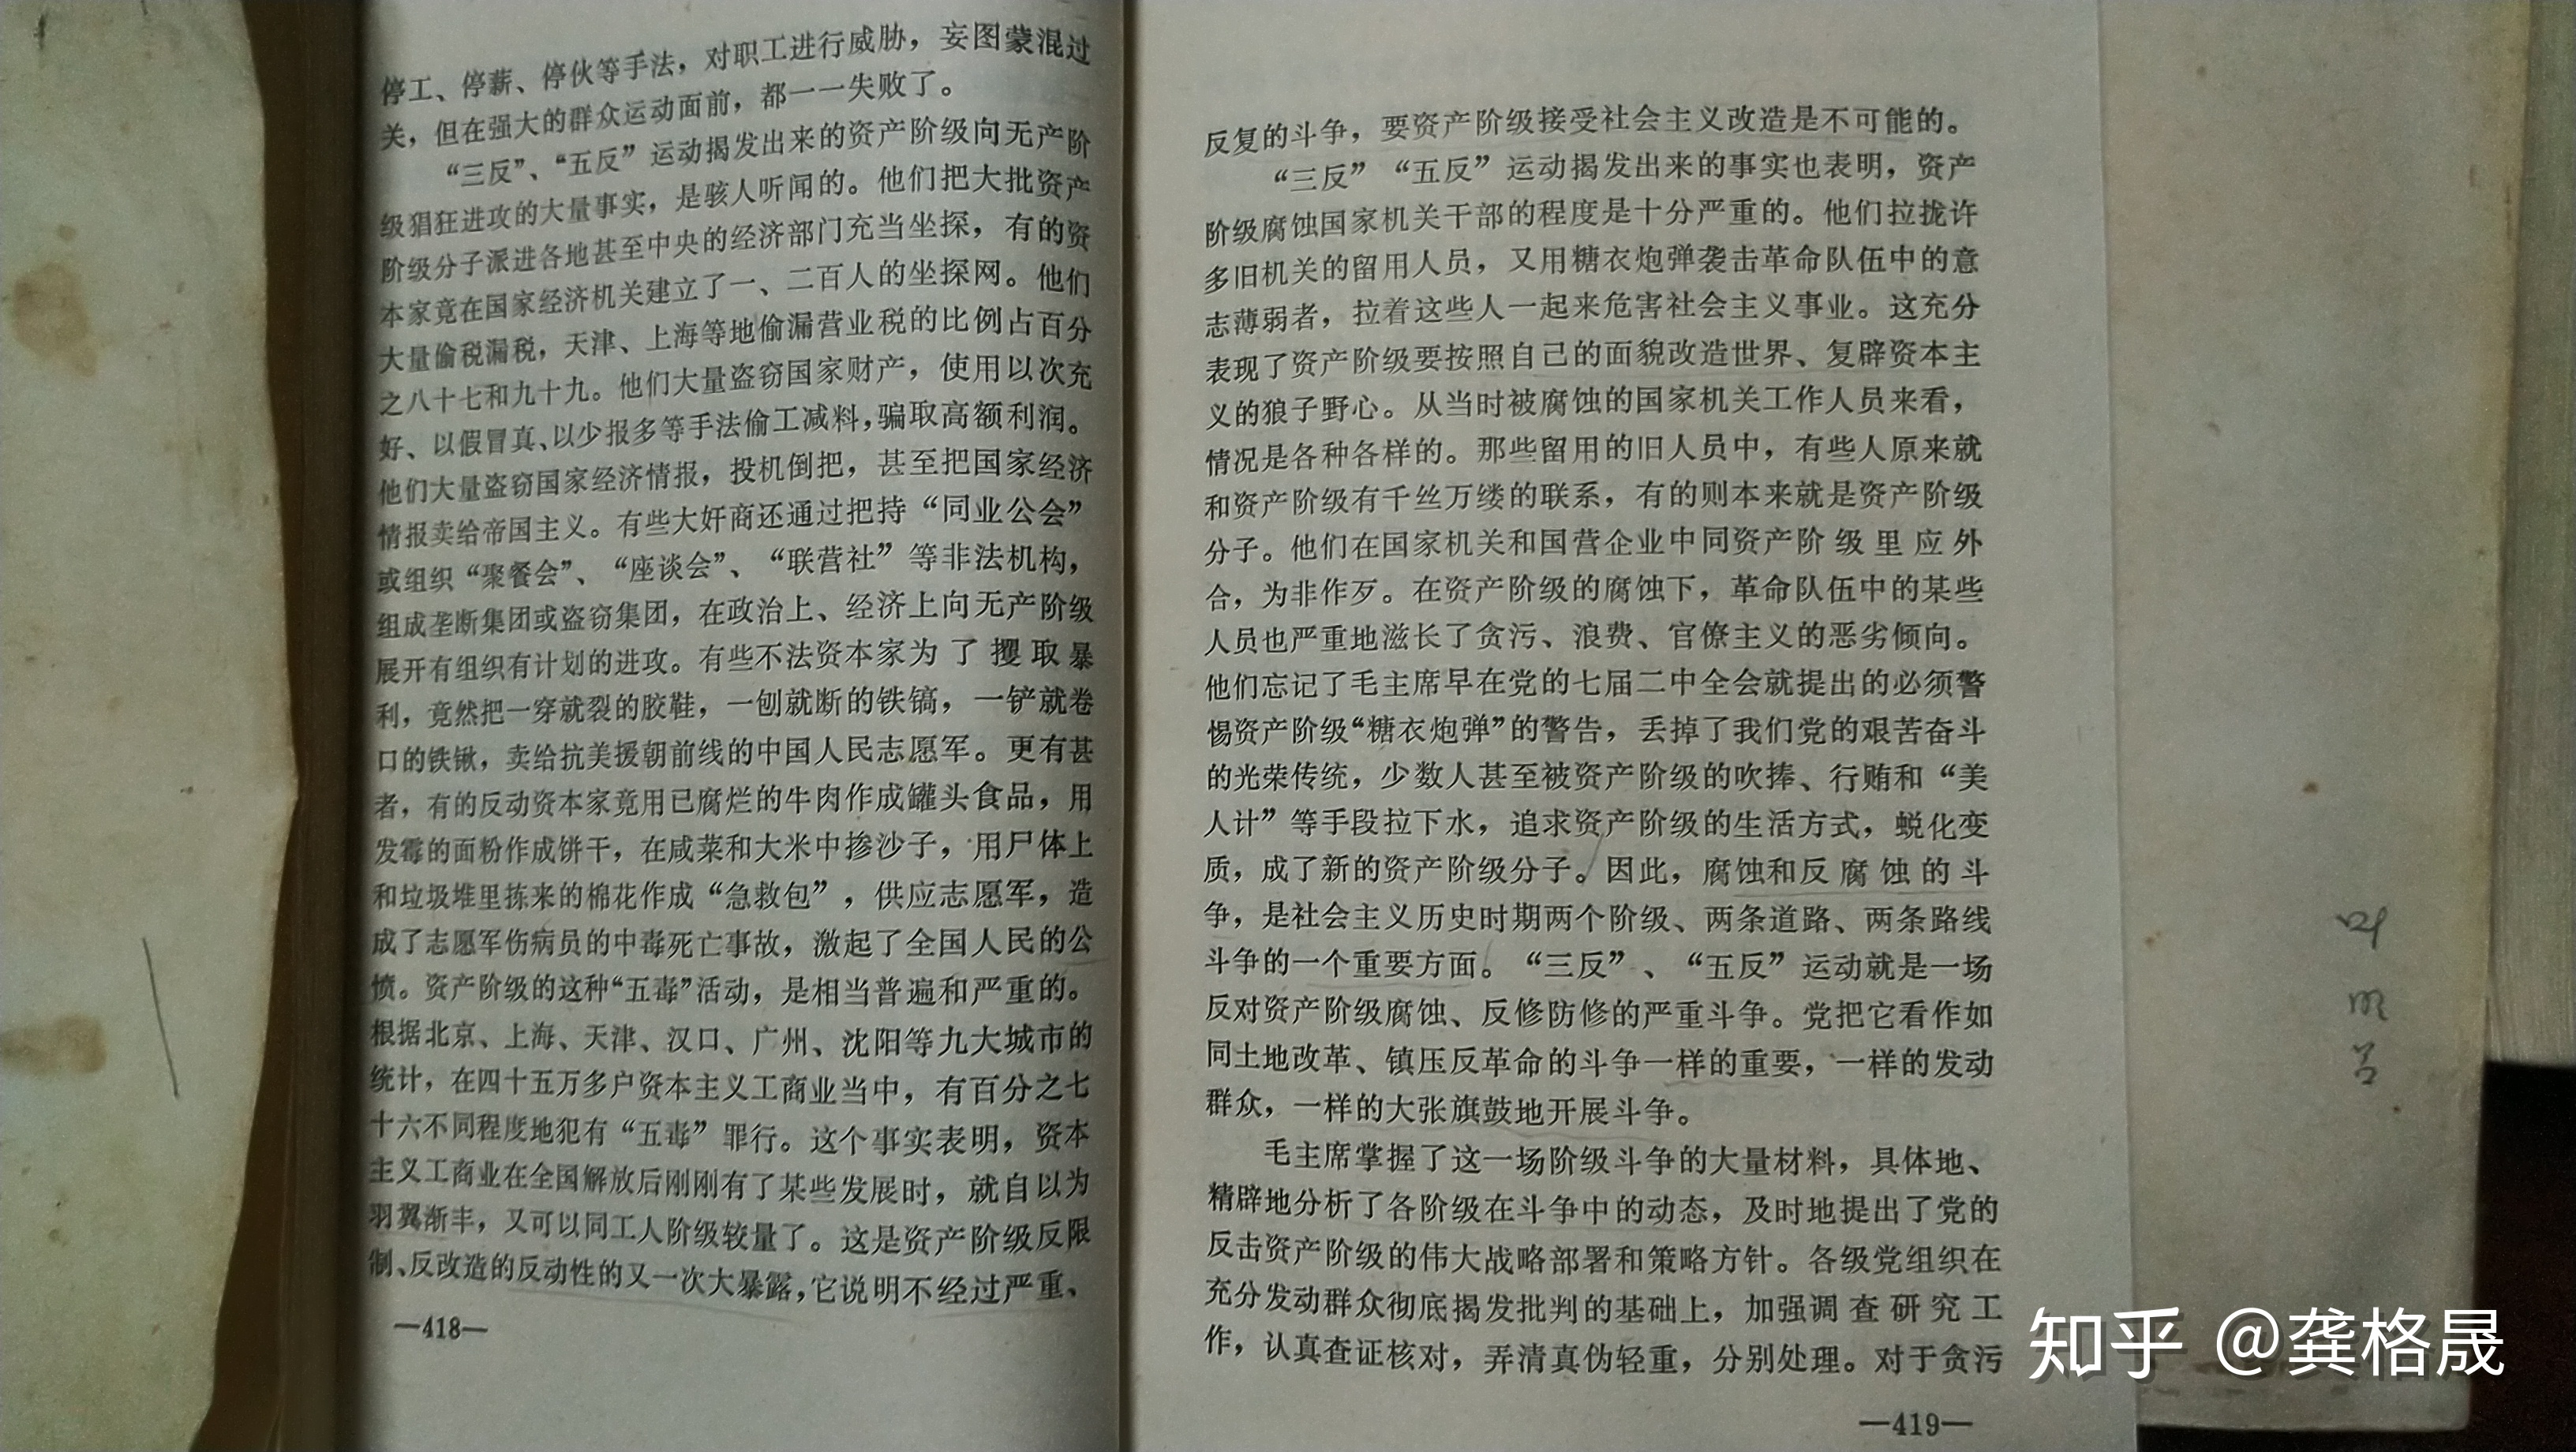 停工、停薪、停伙等手法，对职工进行威胁，妄图蒙混过
关，但在强大的群众运动面前，都一一失败了。
“三反”、“五反”运动揭发出来的资产阶级向无产阶
级猖狂进攻的大量事实，是骇人听闻的。他们把大批资产
阶级分子派进各地甚至中央的经济部门充当坐探，有的资
本家竟在国家经济机关建立了一、二百人的坐探网。他们
大量偷税漏税，天津、上海等地偷漏营业税的比例占百分
之八十七和九十九。他们大量盗窃国家财产，使用以次充
好、以假冒真、以少报多等手法偷工减料，骗取高额利润。
他们大量盗窃国家经济情报，投机倒把，甚至把国家经济
情报卖给帝国主义。有些大奸商还通过把持“同业公会”
或组织“聚餐会”、“座谈会”、“联营社”等非法机构，
组成垄断集团或盗窃集团，在政治上、经济上向无产阶级
展开有组织有计划的进攻。有些不法资本家为了攫取暴
利，竟然把一穿就裂的胶鞋，一刨就断的铁镐，一铲就卷
口的铁锹，卖给抗美援朝前线的中国人民志愿军。更有甚
者，有的反动资本家竟用已腐烂的牛肉作成罐头食品，用
发霉的面粉作成饼干，在咸菜和大米中掺沙子，用尸体上
和垃圾堆里拣来的棉花作成“急救包”，供应志愿军，造
成了志愿军伤病员的中毒死亡事故，激起了全国人民的公
愤。资产阶级的这种“五毒”活动，是相当普遍和严重的。
根据北京、上海、天津、汉口、广州、沈阳等九大城市的
统计，在四十五万多户资本主义工商业当中，有百分之七
十六不同程度地犯有“五毒”罪行。这个事实表明，资本
主义工商业在全国解放后刚刚有了某些发展时，就自以为
羽翼渐丰，又可以同工人阶级较量了。这是资产阶级反限
制、反改造的反动性的又一次大暴露，它说明不经过严重、
—418—
反复的斗争，要资产阶级接受社会主义改造是不可能的。
“三反”“五反”运动揭发出来的事实也表明，资产
阶级腐蚀国家机关干部的程度是十分严重的。他们拉拢许
多旧机关的留用人员，又用糖衣炮弹袭击革命队伍中的意
志薄弱者，拉着这些人一起来危害社会主义事业。这充分
表现了资产阶级要按照自己的面貌改造世界、复辟资本主
义的狼子野心。从当时被腐蚀的国家机关工作人员来看，
情况是各种各样的。那些留用的旧人员中，有些人原来就
和资产阶级有千丝万缕的联系，有的则本来就是资产阶级
分子。他们在国家机关和国营企业中同资产阶级里应外
合，为非作歹。在资产阶级的腐蚀下，革命队伍中的某些
人员也严重地滋长了贪污、浪费、官僚主义的恶劣倾向。
他们忘记了毛主席早在党的七届二中全会就提出的必须警
惕资产阶级“糖衣炮弹”的警告，丢掉了我们党的艰苦奋斗
的光荣传统，少数人甚至被资产阶级的吹捧、行贿和“美
人计”等手段拉下水，追求资产阶级的生活方式，蜕化变
质，成了新的资产阶级分子。因此，腐蚀和反腐蚀的斗
争，是社会主义历史时期两个阶级、两条道路、两条路线
斗争的一个重要方面。“三反”、“五反”运动就是一场
反对资产阶级腐蚀、反修防修的严重斗争。党把它看作如
同土地改革、镇压反革命的斗争一样的重要，一样的发动
群众，一样的大张旗鼓地开展斗争。
毛主席掌握了这一场阶级斗争的大量材料，具体地、
精辟地分析了各阶级在斗争中的动态，及时地提出了党的
反击资产阶级的伟大战略部署和策略方针。各级党组织在
充分发动群众彻底揭发批判的基础上，加强调查研究工
作，认真查证核对，弄清真伪轻重，分别处理。对于贪污
—419—
知乎 @龚格晟